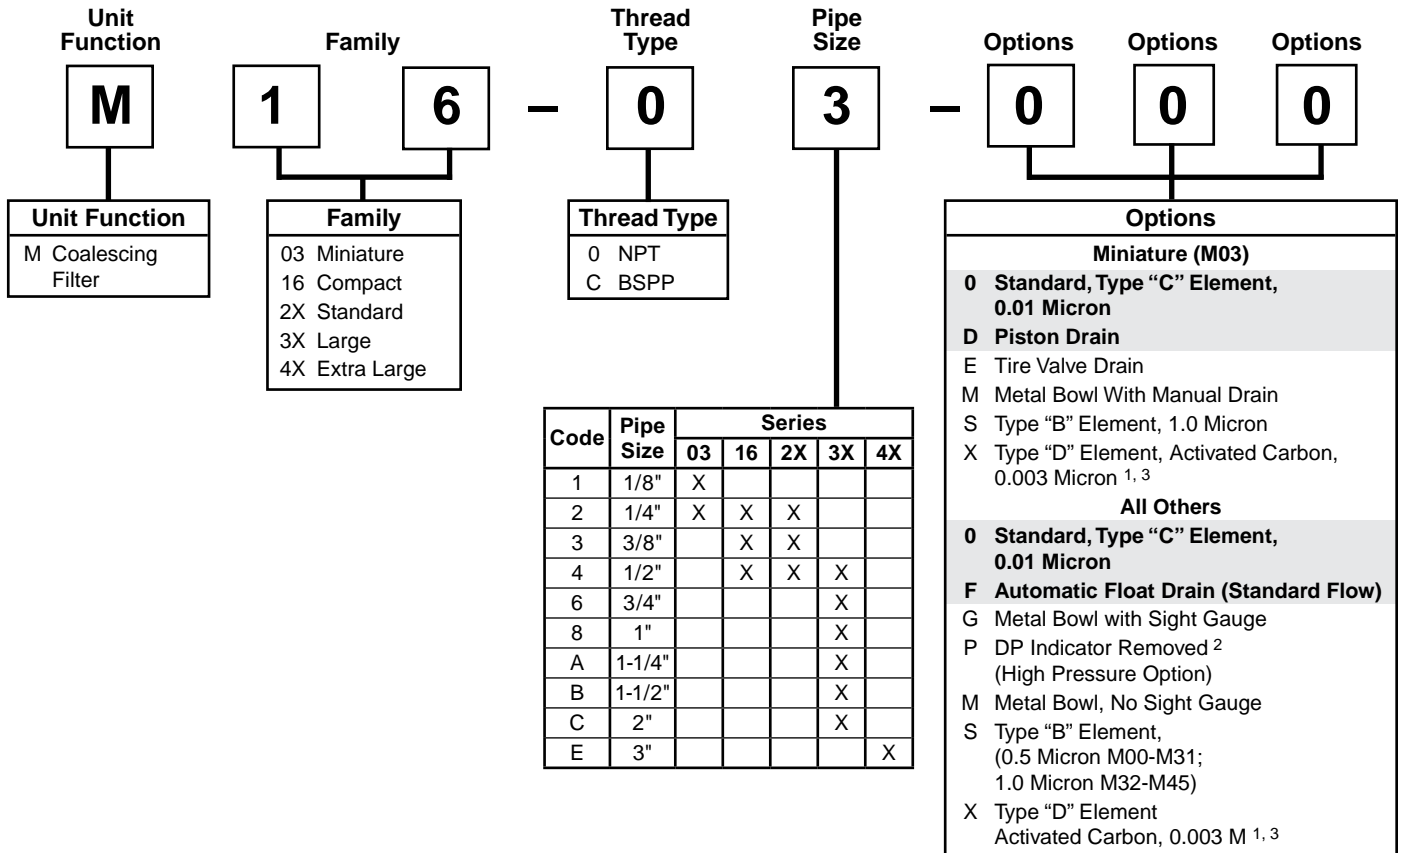 Unit Function
Family
Thread Type
Pipe Size
Options
Options
Options
M
1
6
–
0
3
–
0
0
0
Unit Function
M Coalescing
Filter
Family
03 Miniature
16 Compact
2X Standard
3X Large
4X Extra Large
Thread Type
0 NPT
C BSPP
Code Pipe Size Series
03 16 2X 3X 4X
1 1/8" X
2 1/4" X X X
3 3/8" X X
4 1/2" X X X
6 3/4" X
8 1" X
A 1-1/4" X
B 1-1/2" X
C 2" X
E 3" X
Options
Miniature (M03)
0 Standard, Type “C” Element,
0.01 Micron
D Piston Drain
E Tire Valve Drain
M Metal Bowl With Manual Drain
S Type “B” Element, 1.0 Micron
X Type “D” Element, Activated Carbon,
0.003 Micron 1, 3
All Others
0 Standard, Type “C” Element,
0.01 Micron
F Automatic Float Drain (Standard Flow)
G Metal Bowl with Sight Gauge
P DP Indicator Removed 2
(High Pressure Option)
M Metal Bowl, No Sight Gauge
S Type “B” Element,
(0.5 Micron M00-M31;
1.0 Micron M32-M45)
X Type “D” Element
Activated Carbon, 0.003 M 1, 3